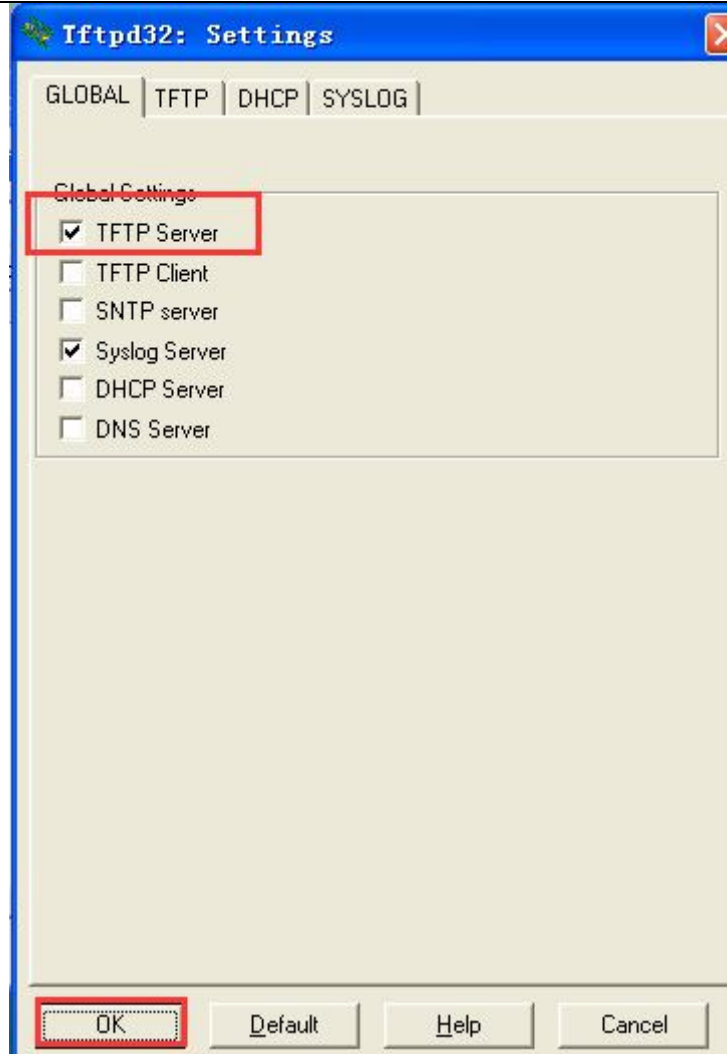 Tftpd32: Settings
GLOBAL TFTP DHCP SYSLOG
Global Settings
TFTP Server
TFTP Client
SNTP server
Syslog Server
DHCP Server
DNS Server
OK Default Help Cancel